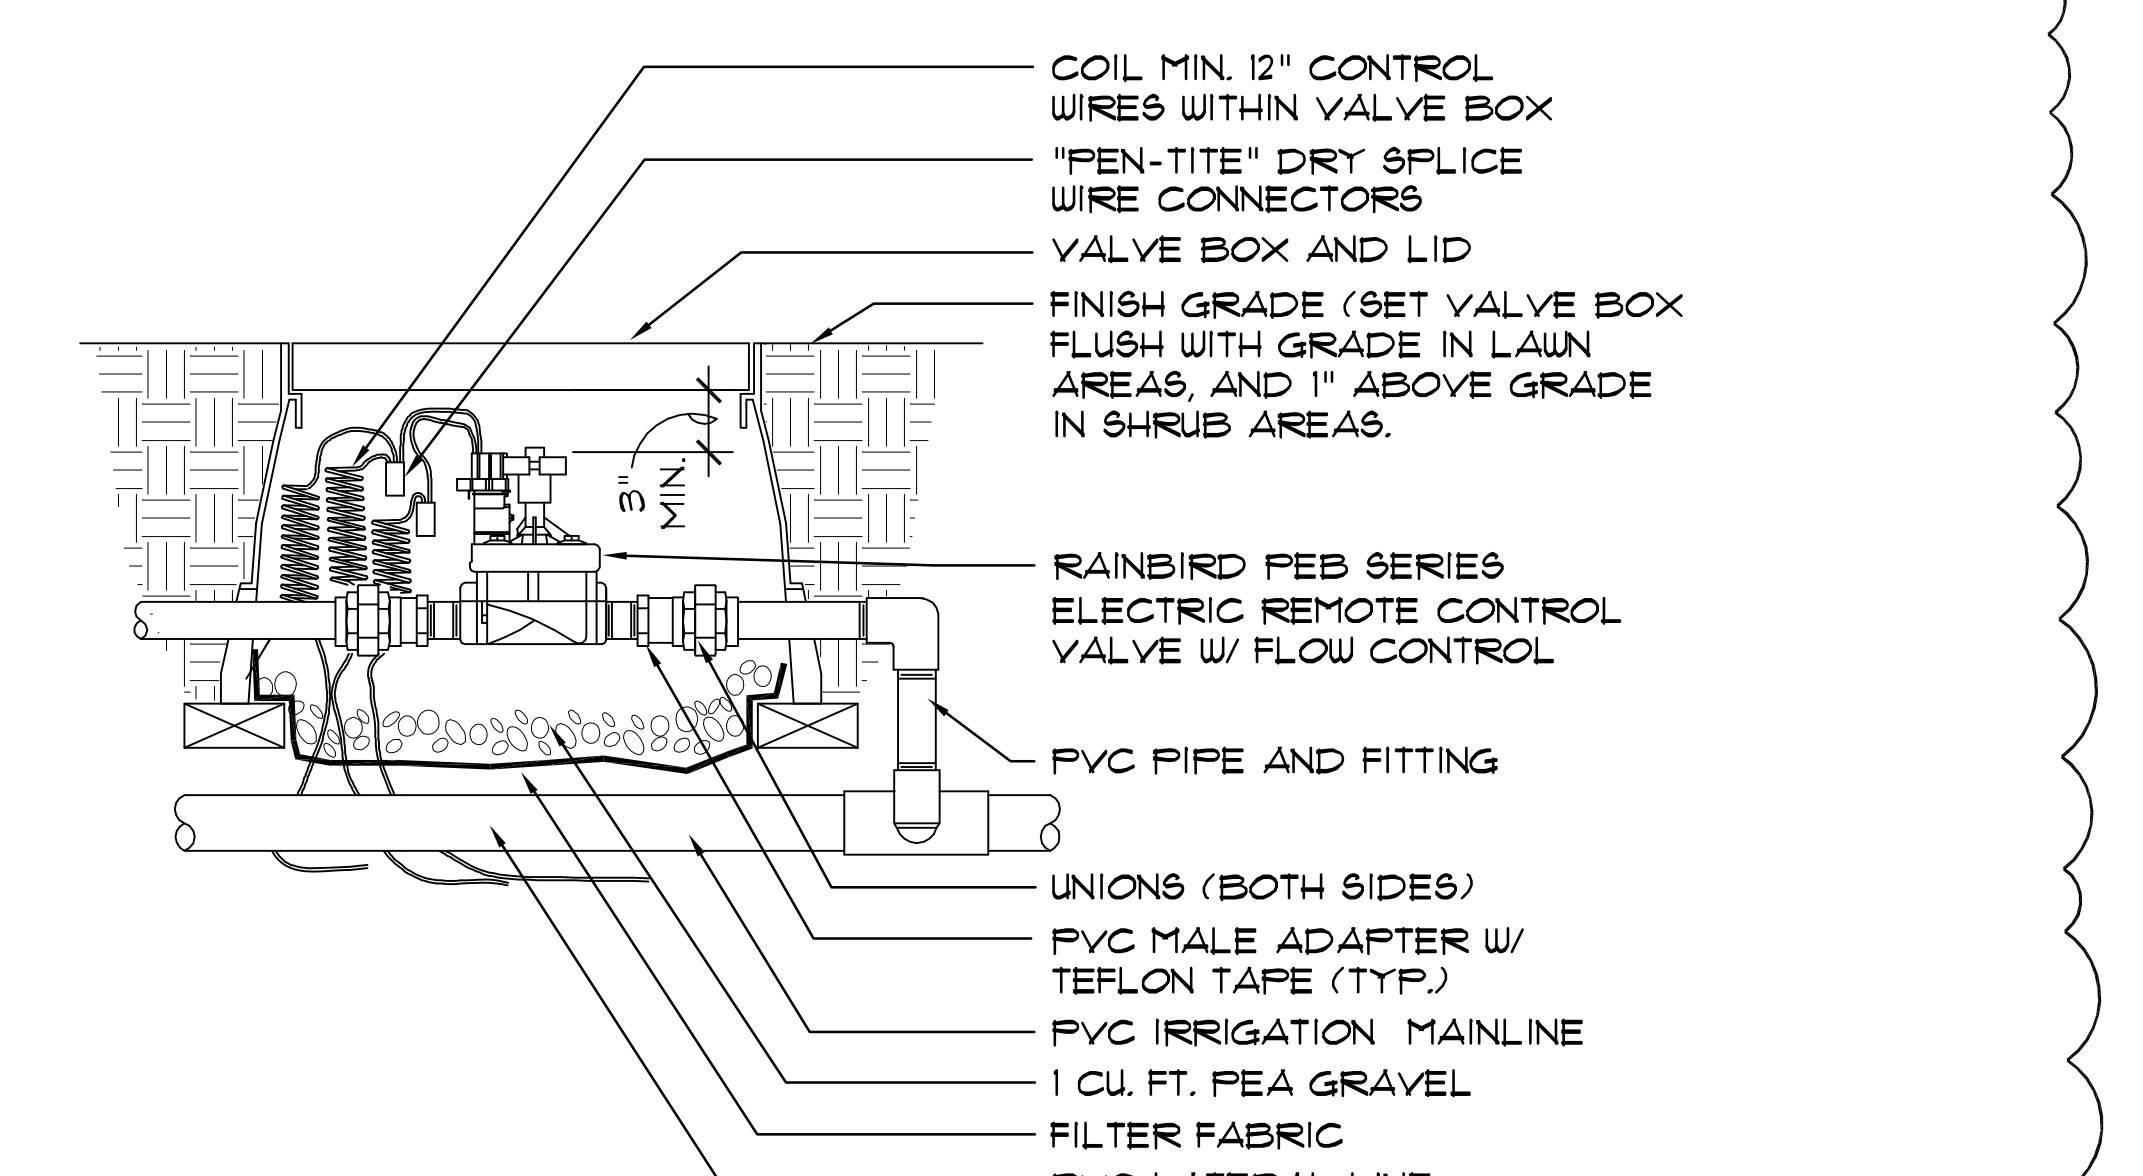 COIL MIN. 12" CONTROL
WIRES WITHIN VALVE BOX
"PEN-TITE" DRY SPLICE
WIRE CONNECTORS
VALVE BOX AND LID
FINISH GRADE (SET VALVE BOX
FLUSH WITH GRADE IN LAWN
AREAS, AND 1" ABOVE GRADE
IN SHRUB AREAS.
3"
MIN.
RAINBIRD PEB SERIES
ELECTRIC REMOTE CONTROL
VALVE W/ FLOW CONTROL
PVC PIPE AND FITTING
UNIONS (BOTH SIDES)
PVC MALE ADAPTER W/
TEFLON TAPE (TYP.)
PVC IRRIGATION MAINLINE
1 CU. FT. PEA GRAVEL
FILTER FABRIC